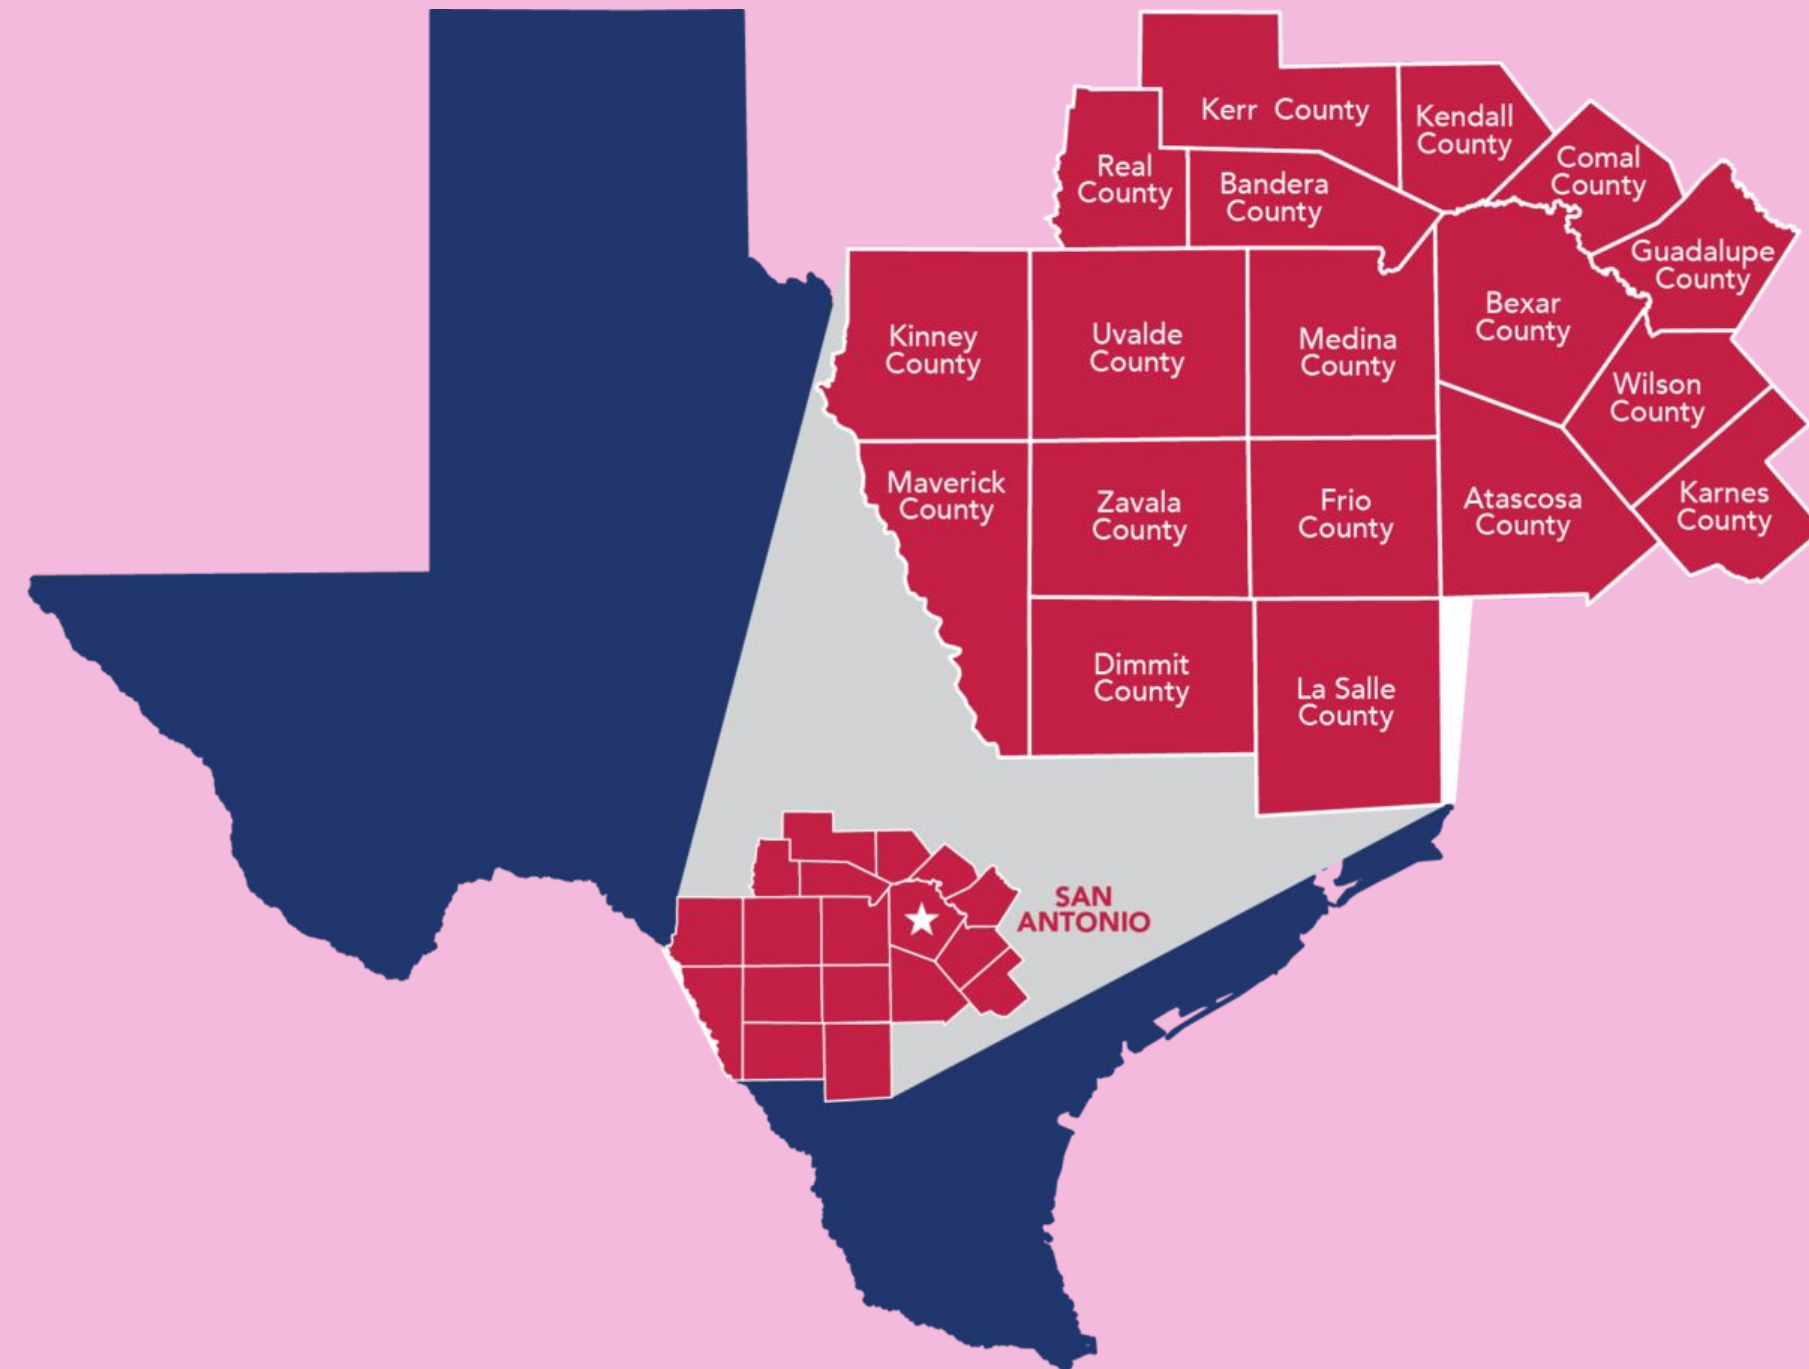 Kerr County
Kendall
County
Comal
County
Real
County
Bandera
County
Guadalupe
County
Bexar
County
Kinney
County
Uvalde
County
Medina
County
Wilson
County
Maverick
County
Zavala
County
Frio
County
Atascosa
County
Karnes
County
Dimmit
County
La Salle
County
SAN
ANTONIO